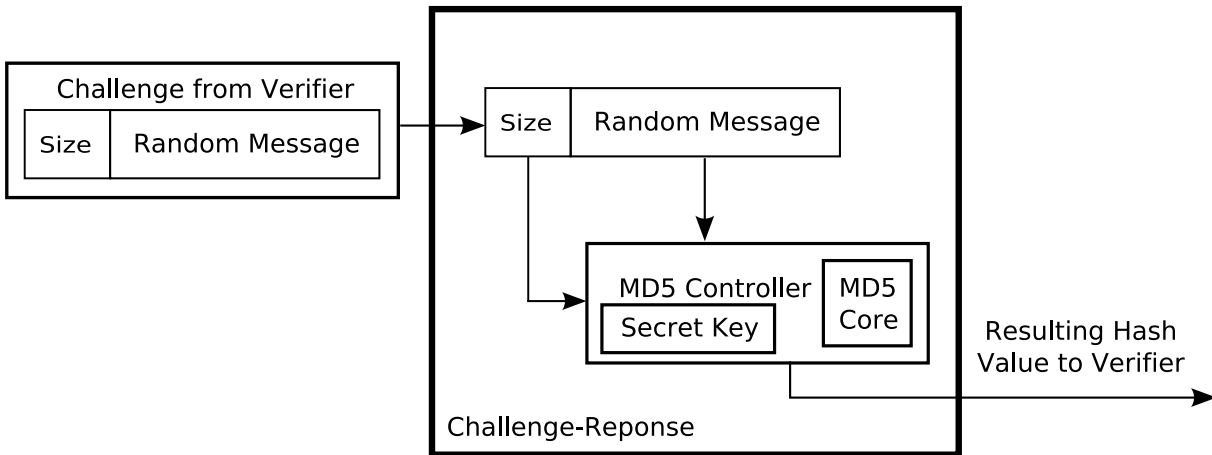 Challenge from Verifier
Size
Random Message
Size
Random Message
MD5 Controller
MD5
Core
Secret Key
Resulting Hash
Value to Verifier
Challenge-Reponse